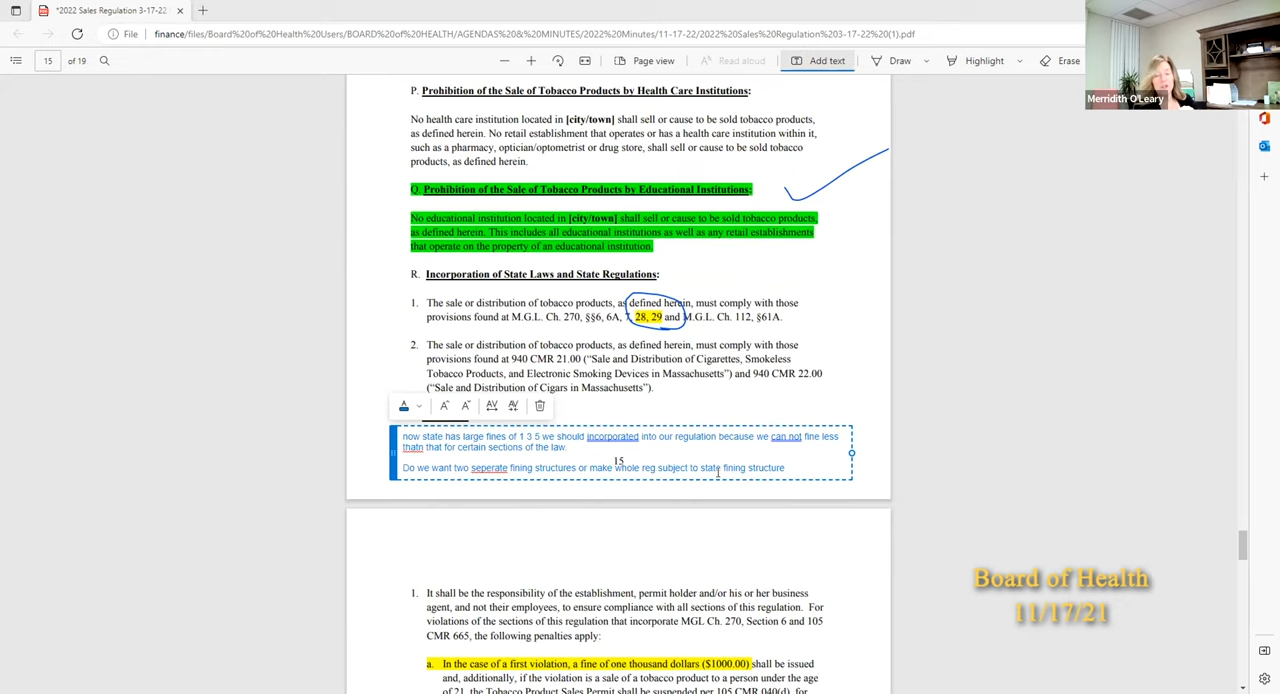 *2022 Sales Regulation 3-17-22
File
finance/files/Board%20of%20Health%20Users/BOARD%20of%20HEALTH/AGENDAS%20&%20MINUTES/2022%20Minutes/11-17-22/2022%20Sales%20Regulation%203-17-22%20(1).pdf
15 of 19
Page view
Read aloud
Add text
Draw
Highlight
Erase
Merridith O'Leary
P. Prohibition of the Sale of Tobacco Products by Health Care Institutions:
No health care institution located in [city/town] shall sell or cause to be sold tobacco products,
as defined herein. No retail establishment that operates or has a health care institution within it,
such as a pharmacy, optician/optometrist or drug store, shall sell or cause to be sold tobacco
products, as defined herein.
Q. Prohibition of the Sale of Tobacco Products by Educational Institutions:
No educational institution located in [city/town] shall sell or cause to be sold tobacco products,
as defined herein. This includes all educational institutions as well as any retail establishments
that operate on the property of an educational institution.
R. Incorporation of State Laws and State Regulations:
1. The sale or distribution of tobacco products, as defined herein, must comply with those
provisions found at M.G.L. Ch. 270, §§6, 6A, 7, 28, 29 and M.G.L. Ch. 112, §61A.
2. The sale or distribution of tobacco products, as defined herein, must comply with those
provisions found at 940 CMR 21.00 (“Sale and Distribution of Cigarettes, Smokeless
Tobacco Products, and Electronic Smoking Devices in Massachusetts”) and 940 CMR 22.00
(“Sale and Distribution of Cigars in Massachusetts”).
now state has large fines of 1 3 5 we should incorporated into our regulation because we can not fine less
thatn that for certain sections of the law.
15
Do we want two seperate fining structures or make whole reg subject to state fining structure
1. It shall be the responsibility of the establishment, permit holder and/or his or her business
agent, and not their employees, to ensure compliance with all sections of this regulation. For
violations of the sections of this regulation that incorporate MGL Ch. 270, Section 6 and 105
CMR 665, the following penalties apply:
a. In the case of a first violation, a fine of one thousand dollars ($1000.00) shall be issued
and, additionally, if the violation is a sale of a tobacco product to a person under the age
of 21, the Tobacco Product Sales Permit shall be suspended per 105 CMR 040(d), for
Board of Health
11/17/21